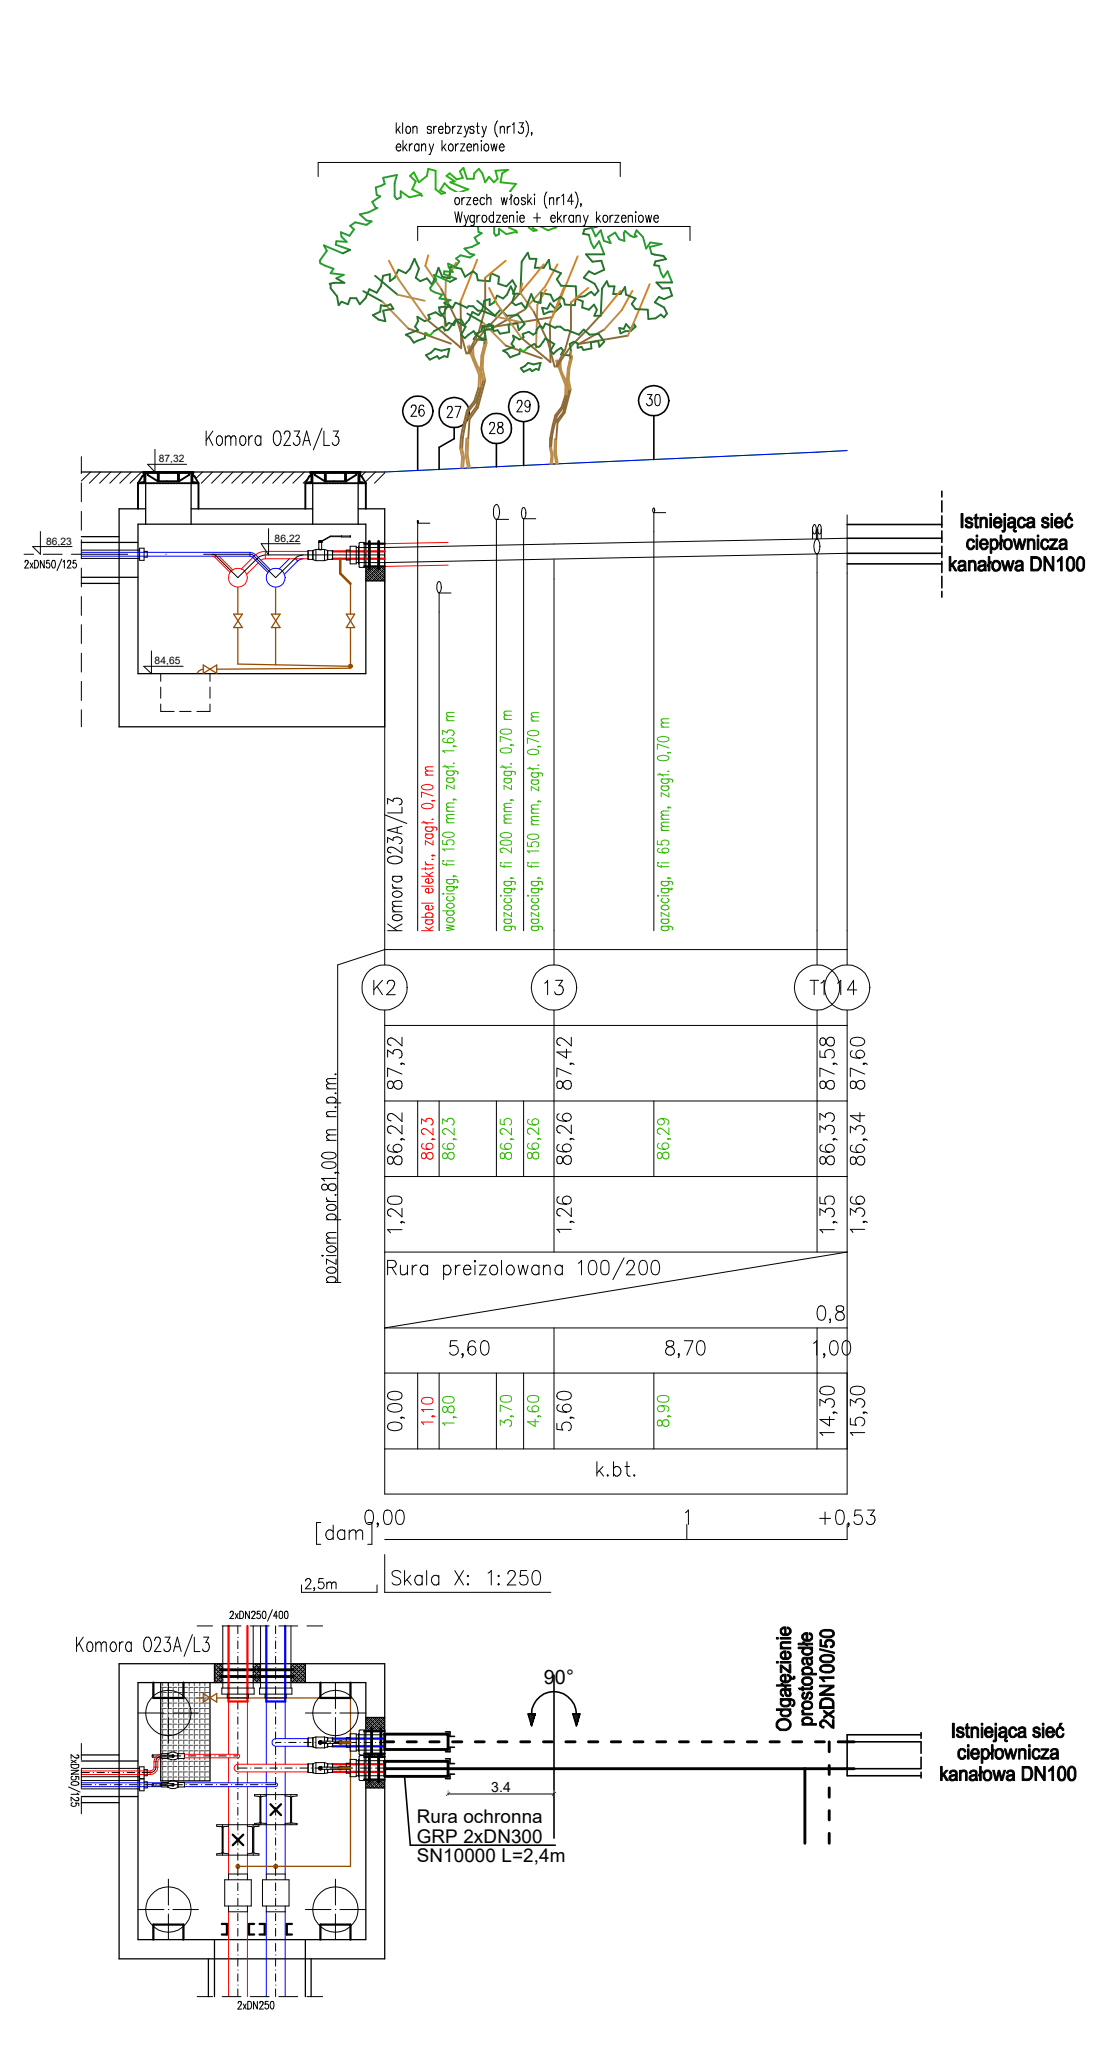 klon srebrzysty (nr13),
ekrany korzeniowe
orzech włoski (nr14),
Wygrodzenie + ekrany korzeniowe
26
27
28
29
30
Komora 023A/L3
87,32
86,23
2xDN50/125
86,22
84,65
Istniejąca sieć
ciepłownicza
kanałowa DN100
Komora 023A/L3
kabel elektr., zagł. 0,70 m
wodociąg, fi 150 mm, zagł. 1,63 m
gazociąg, fi 200 mm, zagł. 0,70 m
gazociąg, fi 150 mm, zagł. 0,70 m
gazociąg, fi 65 mm, zagł. 0,70 m
poziom por.81,00 m n.p.m.
K2 13 T1 14
87,32 87,42 87,58 87,60
86,22 86,23 86,23 86,25 86,26 86,26 86,29 86,33 86,34
1,20 1,26 1,35 1,36
Rura preizolowana 100/200
0,8
5,60 8,70 1,00
0,00 1,10 1,80 3,70 4,60 5,60 8,90 14,30 15,30
k.bt.
0,00 1 +0,53
[dam]
2,5m
Skala X: 1:250
2xDN250/400
Komora 023A/L3
2xDN50/125
90°
Odgałęzienie
prostopadłe
2xDN100/50
Istniejąca sieć
ciepłownicza
kanałowa DN100
3.4
Rura ochronna
GRP 2xDN300
SN10000 L=2,4m
2xDN250